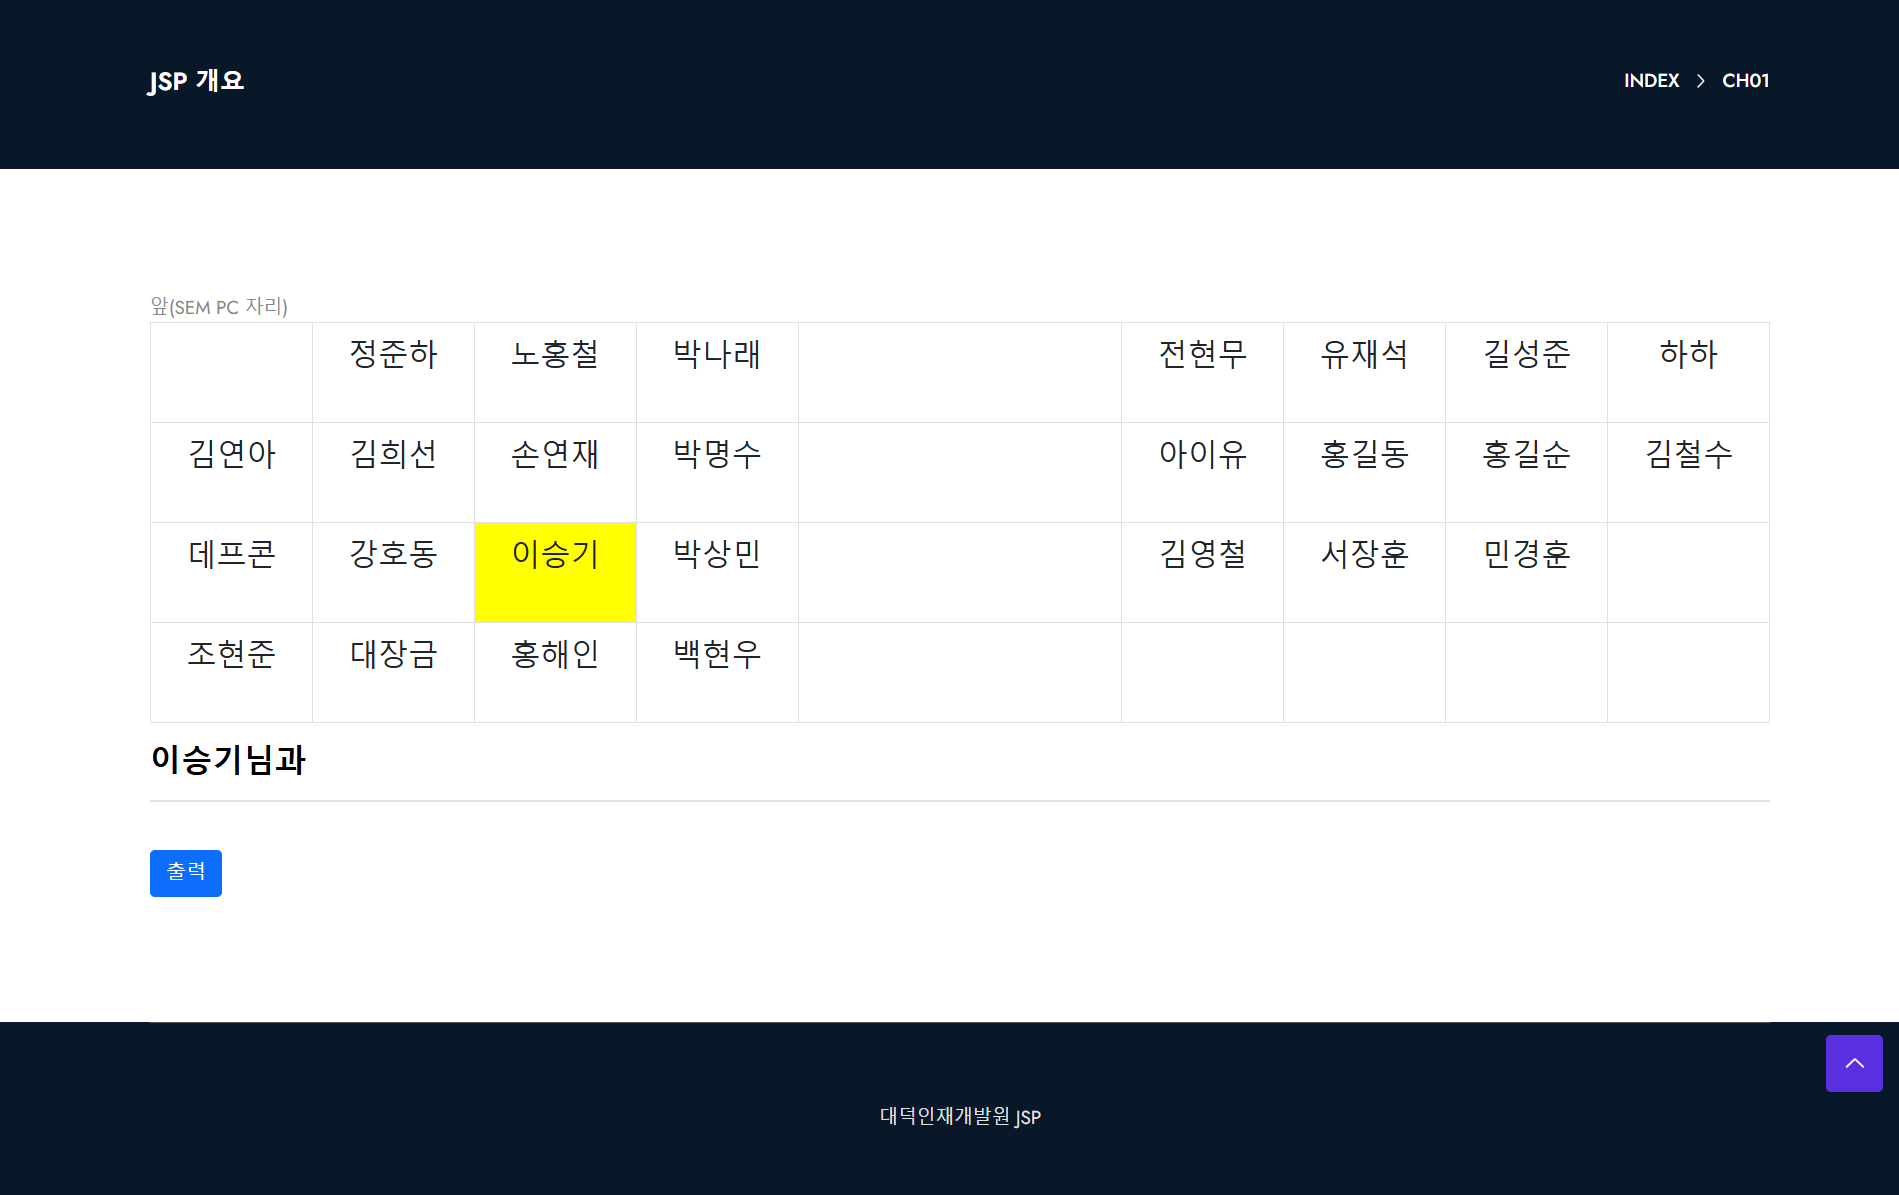 JSP 개요
INDEX > CH01
앞(SEM PC 자리)
정준하 노홍철 박나래 전현무 유재석 길성준 하하
김연아 김희선 손연재 박명수 아이유 홍길동 홍길순 김철수
데프콘 강호동 이승기 박상민 김영철 서장훈 민경훈
조현준 대장금 홍해인 백현우
이승기님과
출력
대덕인재개발원 JSP